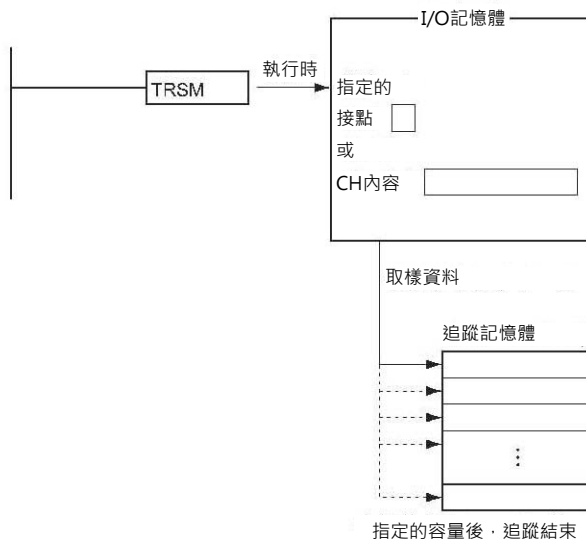 I/O記憶體
TRSM
執行時
指定的
接點
或
CH內容
取樣資料
追蹤記憶體
⋮
指定的容量後,追蹤結束